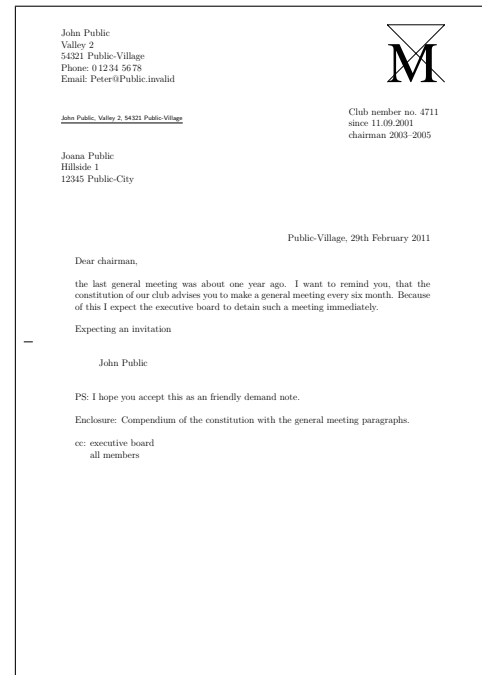 John Public
Valley 2
54321 Public-Village
Phone: 0 12 34 56 78
Email: Peter@Public.invalid
M
John Public, Valley 2, 54321 Public-Village
Club nember no. 4711
since 11.09.2001
chairman 2003–2005
Joana Public
Hillside 1
12345 Public-City
Public-Village, 29th February 2011
Dear chairman,
the last general meeting was about one year ago. I want to remind you, that the
constitution of our club advises you to make a general meeting every six month. Because
of this I expect the executive board to detain such a meeting immediately.
Expecting an invitation
John Public
PS: I hope you accept this as an friendly demand note.
Enclosure: Compendium of the constitution with the general meeting paragraphs.
cc: executive board
all members